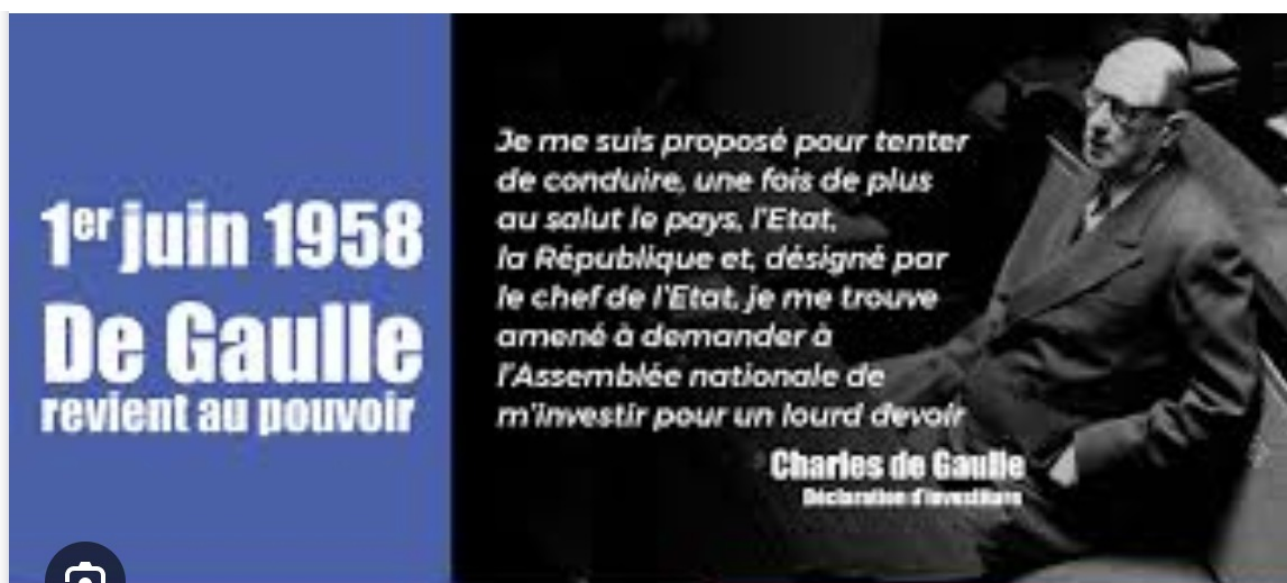 1er juin 1958
De Gaulle
revient au pouvoir
Je me suis proposé pour tenter
de conduire, une fois de plus
au salut le pays, l'Etat,
la République et, désigné par
le chef de l'Etat, je me trouve
amené à demander à
l'Assemblée nationale de
m'investir pour un lourd devoir
Charles de Gaulle
Déclaration d'investiture